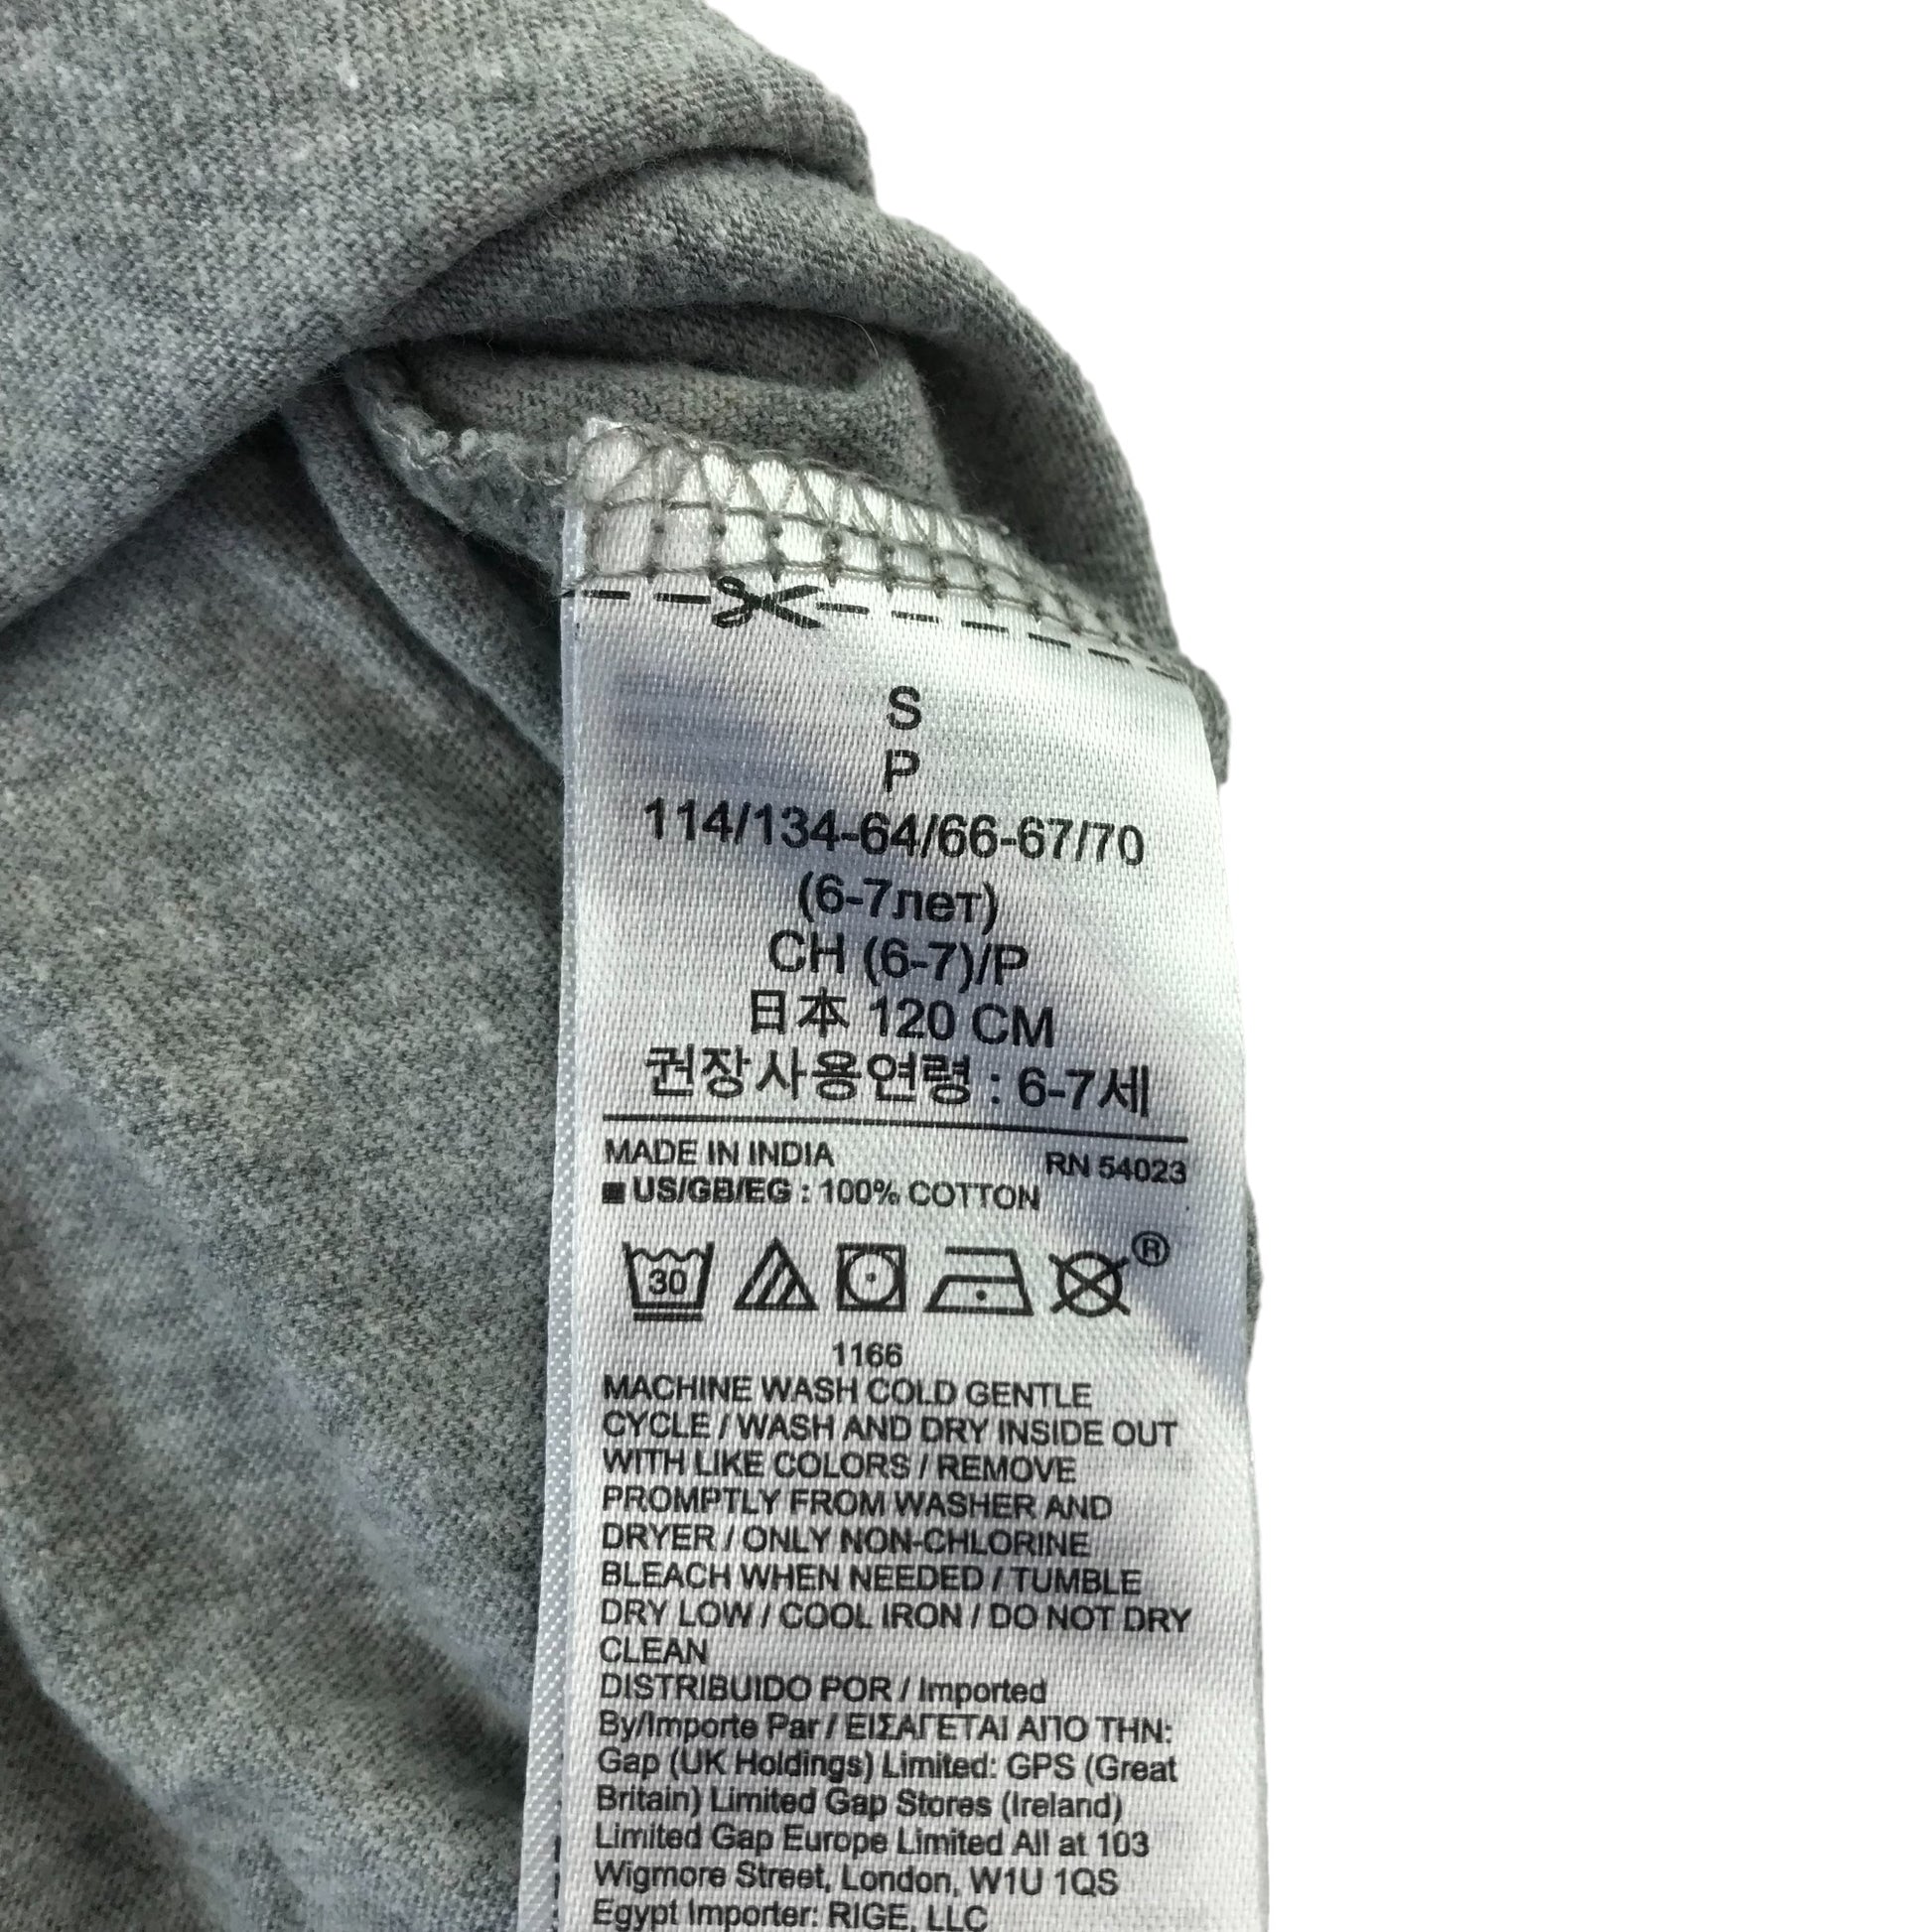 S
P
114/134-64/66-67/70
(6-7лет)
CH (6-7)/P
日本 120 CM
권장사용연령 : 6-7세
MADE IN INDIA RN 54023
■ US/GB/EG : 100% COTTON
30 ®
1166
MACHINE WASH COLD GENTLE
CYCLE / WASH AND DRY INSIDE OUT
WITH LIKE COLORS / REMOVE
PROMPTLY FROM WASHER AND
DRYER / ONLY NON-CHLORINE
BLEACH WHEN NEEDED / TUMBLE
DRY LOW / COOL IRON / DO NOT DRY
CLEAN
DISTRIBUIDO POR / Imported
By/Importe Par / ΕΙΣΑΓΕΤΑΙ ΑΠΟ ΤΗΝ:
Gap (UK Holdings) Limited: GPS (Great
Britain) Limited Gap Stores (Ireland)
Limited Gap Europe Limited All at 103
Wigmore Street, London, W1U 1QS
Egypt Importer: RIGE, LLC